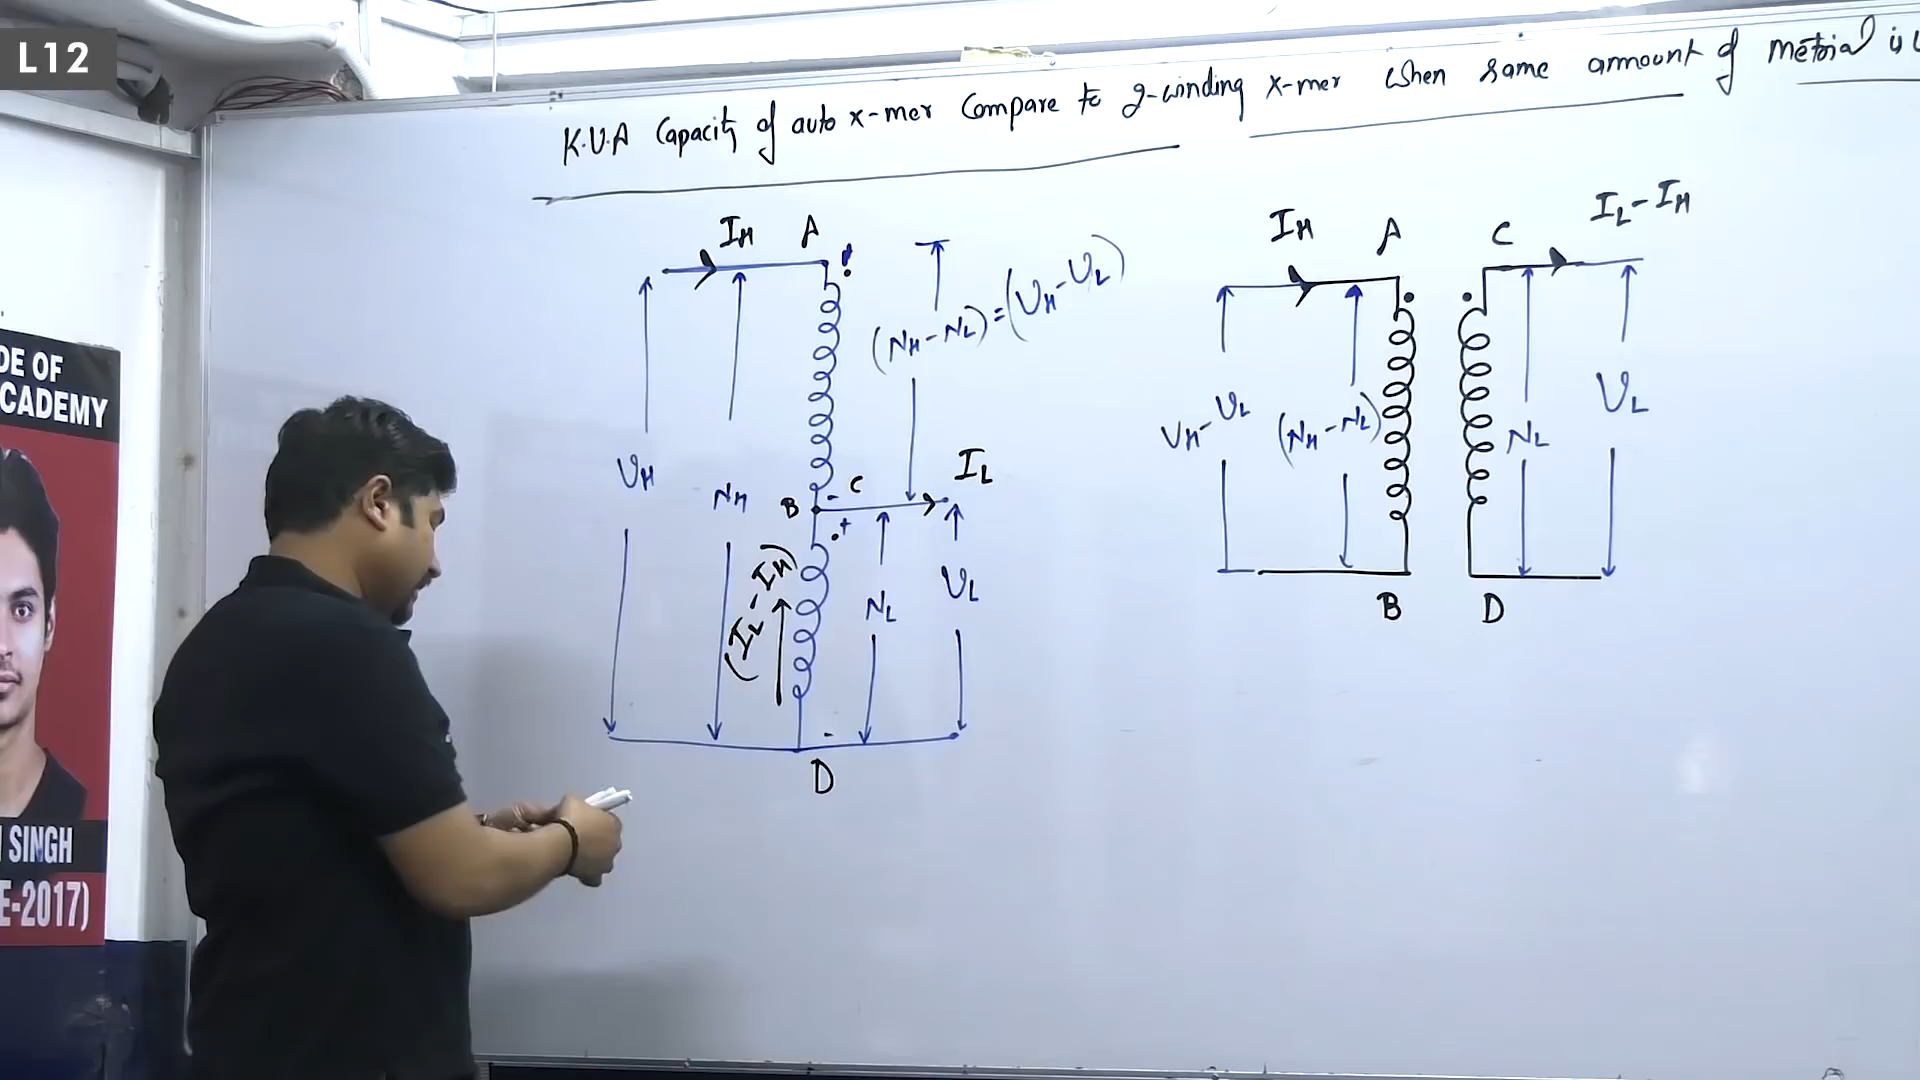 L12
K.V.A Capacity of auto x-mer Compare to 2-winding x-mer when same amount of meterial is
DE OF
CADEMY
SINGH
E-2017)
IH A
(NH-NL)=(VH-VL)
VH
NH
B - C
IL
+
(IL-IH)
NL
VL
-
D
IH A
C IL-IH
VH-VL
(NH-NL)
NL
VL
B
D